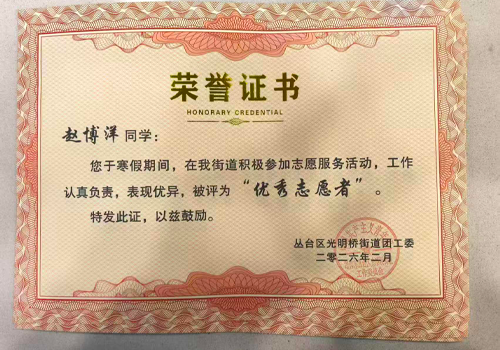 荣誉证书
HONORARY CREDENTIAL
赵博洋 同学：
您于寒假期间，在我街道积极参加志愿服务活动，工作
认真负责，表现优异，被评为“优秀志愿者”。
特发此证，以兹鼓励。
丛台区光明桥街道团工委
二〇二六年二月